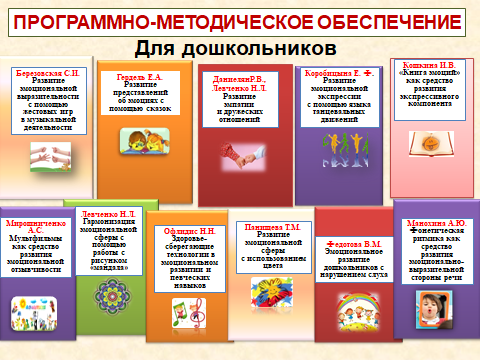 ПРОГРАММНО-МЕТОДИЧЕСКОЕ ОБЕСПЕЧЕНИЕ
Для дошкольников
Березовская С.И.
Развитие
эмоциональной
выразительности
с помощью
жестовых игр
в музыкальной
деятельности
Гердель Е.А.
Развитие
представлений
об эмоциях с
помощью сказок
Даниелян Р.В.,
Левченко Н.Л.
Развитие
эмпатии
и дружеских
отношений
Коробицына Е. Ф.
Развитие
эмоциональной
экспрессии
с помощью языка
танцевальных
движений
Кошкина Н.В.
«Книга эмоций»
как средство
развития
экспрессивного
компонента
Мирошниченко
А.С.
Мультфильмы
как средство
развития
эмоциональной
отзывчивости
Левченко Н.Л.
Гармонизация
эмоциональной
сферы с
помощью
работы с
рисунком
«мандала»
Офлидис Н.Н.
Здоровье-
сберегающие
технологии в
эмоциональном
развитии и
певческих
навыков
Панищева Т.М.
Развитие
эмоциональной
сферы
с использованием
цвета
Федотова В.М.
Эмоциональное
развитие
дошкольников с
нарушением слуха
Манохина А.Ю.
Фонетическая
ритмика как
средство
развития
эмоционально-
выразительной
стороны речи